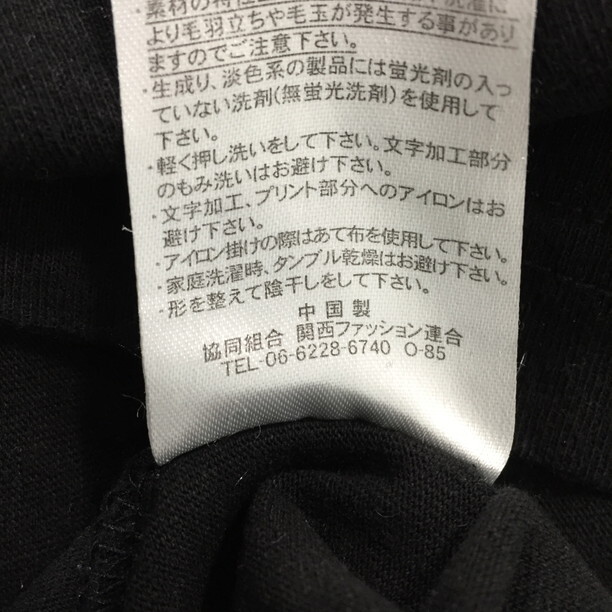 ・素材の特性
より毛羽立ちや毛玉が発生する事があり
ますのでご注意下さい。
・生成り、淡色系の製品には蛍光剤の入っ
ていない洗剤(無蛍光洗剤)を使用して
下さい。
・軽く押し洗いをして下さい。文字加工部分
のもみ洗いはお避け下さい。
・文字加工、プリント部分へのアイロンはお
避け下さい。
・アイロン掛けの際はあて布を使用して下さい。
・家庭洗濯時、タンブル乾燥はお避け下さい。
・形を整えて陰干しをして下さい。
中国製
協同組合 関西ファッション連合
TEL-06-6228-6740 O-85